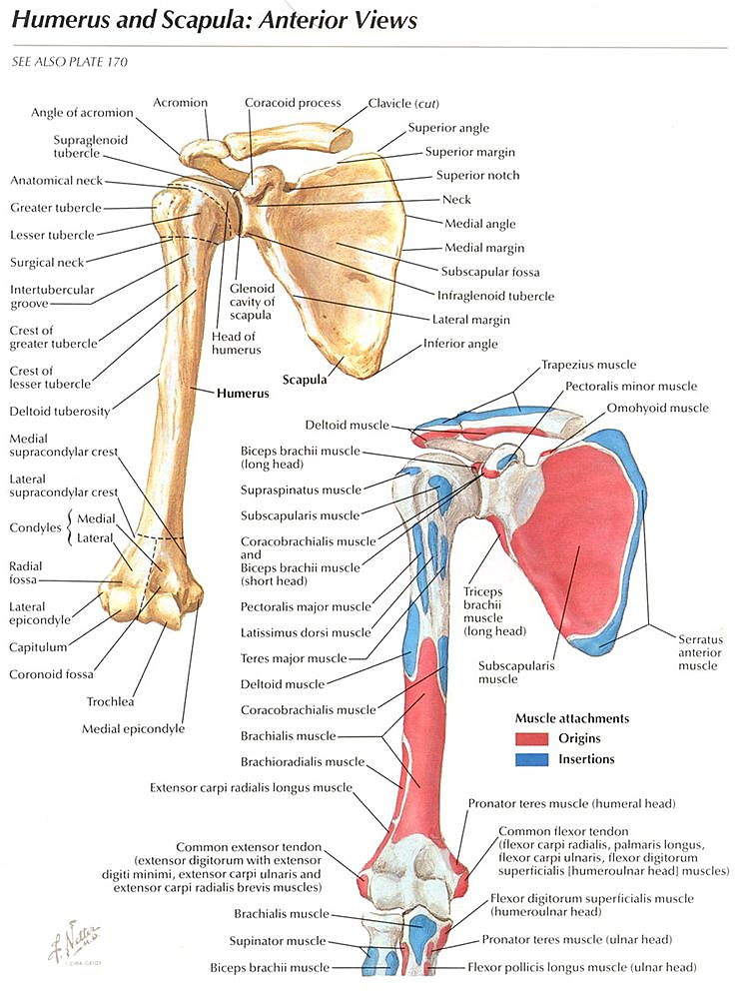 Humerus and Scapula: Anterior Views
SEE ALSO PLATE 170
Angle of acromion
Acromion
Coracoid process
Clavicle (cut)
Supraglenoid
tubercle
Superior angle
Superior margin
Superior notch
Anatomical neck
Neck
Greater tubercle
Medial angle
Lesser tubercle
Medial margin
Surgical neck
Subscapular fossa
Intertubercular
groove
Glenoid
cavity of
scapula
Infraglenoid tubercle
Head of
humerus
Lateral margin
Crest of
greater tubercle
Inferior angle
Crest of
lesser tubercle
Scapula
Humerus
Deltoid tuberosity
Medial
supracondylar crest
Lateral
supracondylar crest
Condyles { Medial
Lateral
Radial
fossa
Lateral
epicondyle
Capitulum
Coronoid fossa
Trochlea
Medial epicondyle
Trapezius muscle
Pectoralis minor muscle
Omohyoid muscle
Deltoid muscle
Biceps brachii muscle
(long head)
Supraspinatus muscle
Subscapularis muscle
Coracobrachialis muscle
and
Biceps brachii muscle
(short head)
Pectoralis major muscle
Latissimus dorsi muscle
Teres major muscle
Deltoid muscle
Coracobrachialis muscle
Brachialis muscle
Brachioradialis muscle
Extensor carpi radialis longus muscle
Triceps
brachii
muscle
(long head)
Subscapularis
muscle
Serratus
anterior
muscle
Muscle attachments
Origins
Insertions
Common extensor tendon
(extensor digitorum with extensor
digiti minimi, extensor carpi ulnaris and
extensor carpi radialis brevis muscles)
Brachialis muscle
Supinator muscle
Biceps brachii muscle
Pronator teres muscle (humeral head)
Common flexor tendon
(flexor carpi radialis, palmaris longus,
flexor carpi ulnaris, flexor digitorum
superficialis [humeroulnar head] muscles)
Flexor digitorum superficialis muscle
(humeroulnar head)
Pronator teres muscle (ulnar head)
Flexor pollicis longus muscle (ulnar head)
F. Netter
M.D.